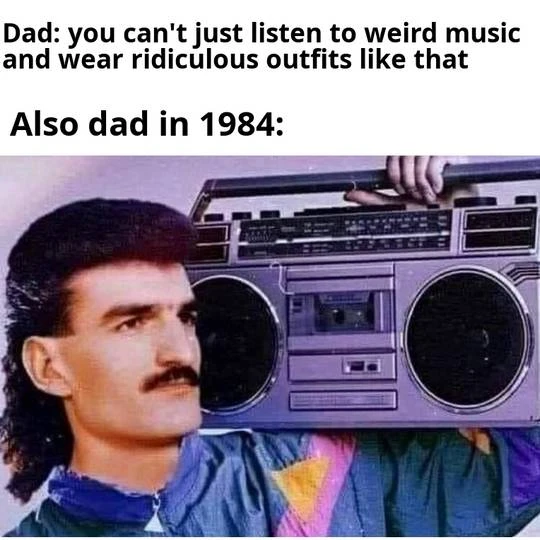 Dad: you can't just listen to weird music
and wear ridiculous outfits like that
Also dad in 1984: